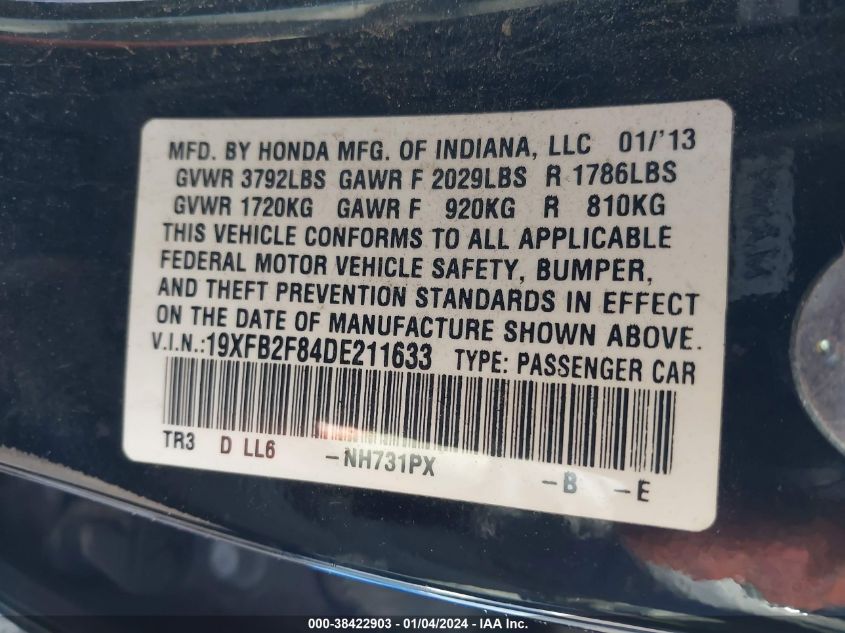 MFD. BY HONDA MFG. OF INDIANA, LLC 01/'13
GVWR 3792LBS GAWR F 2029LBS R 1786LBS
GVWR 1720KG GAWR F 920KG R 810KG
THIS VEHICLE CONFORMS TO ALL APPLICABLE
FEDERAL MOTOR VEHICLE SAFETY, BUMPER,
AND THEFT PREVENTION STANDARDS IN EFFECT
ON THE DATE OF MANUFACTURE SHOWN ABOVE.
V.I.N.:19XFB2F84DE211633 TYPE: PASSENGER CAR
TR3 D LL6 -NH731PX -B -E
000-38422903 - 01/04/2024 - IAA Inc.